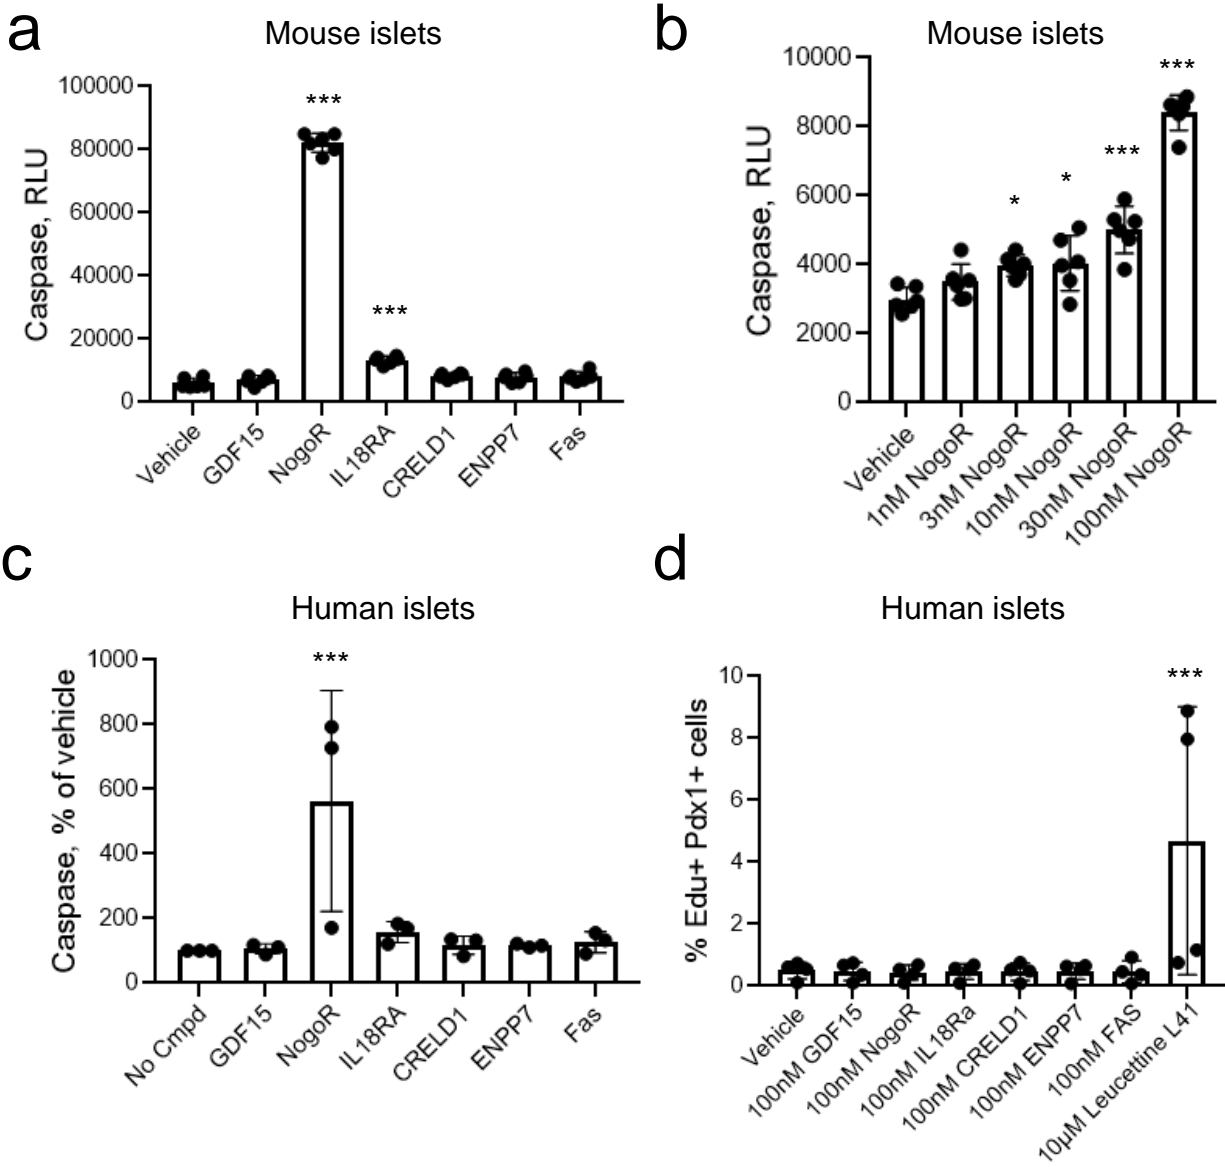 a
Mouse islets
Caspase, RLU
100000
80000
60000
40000
20000
0
***
***
Vehicle
GDF15
NogoR
IL18RA
CRELD1
ENPP7
Fas
b
Mouse islets
Caspase, RLU
10000
8000
6000
4000
2000
0
*
*
***
***
Vehicle
1nM NogoR
3nM NogoR
10nM NogoR
30nM NogoR
100nM NogoR
c
Human islets
Caspase, % of vehicle
1000
800
600
400
200
0
***
No Cmpd
GDF15
NogoR
IL18RA
CRELD1
ENPP7
Fas
d
Human islets
% Edu+ Pdx1+ cells
10
8
6
4
2
0
***
Vehicle
100nM GDF15
100nM NogoR
100nM IL18Ra
100nM CRELD1
100nM ENPP7
100nM FAS
10µM Leucettine L41